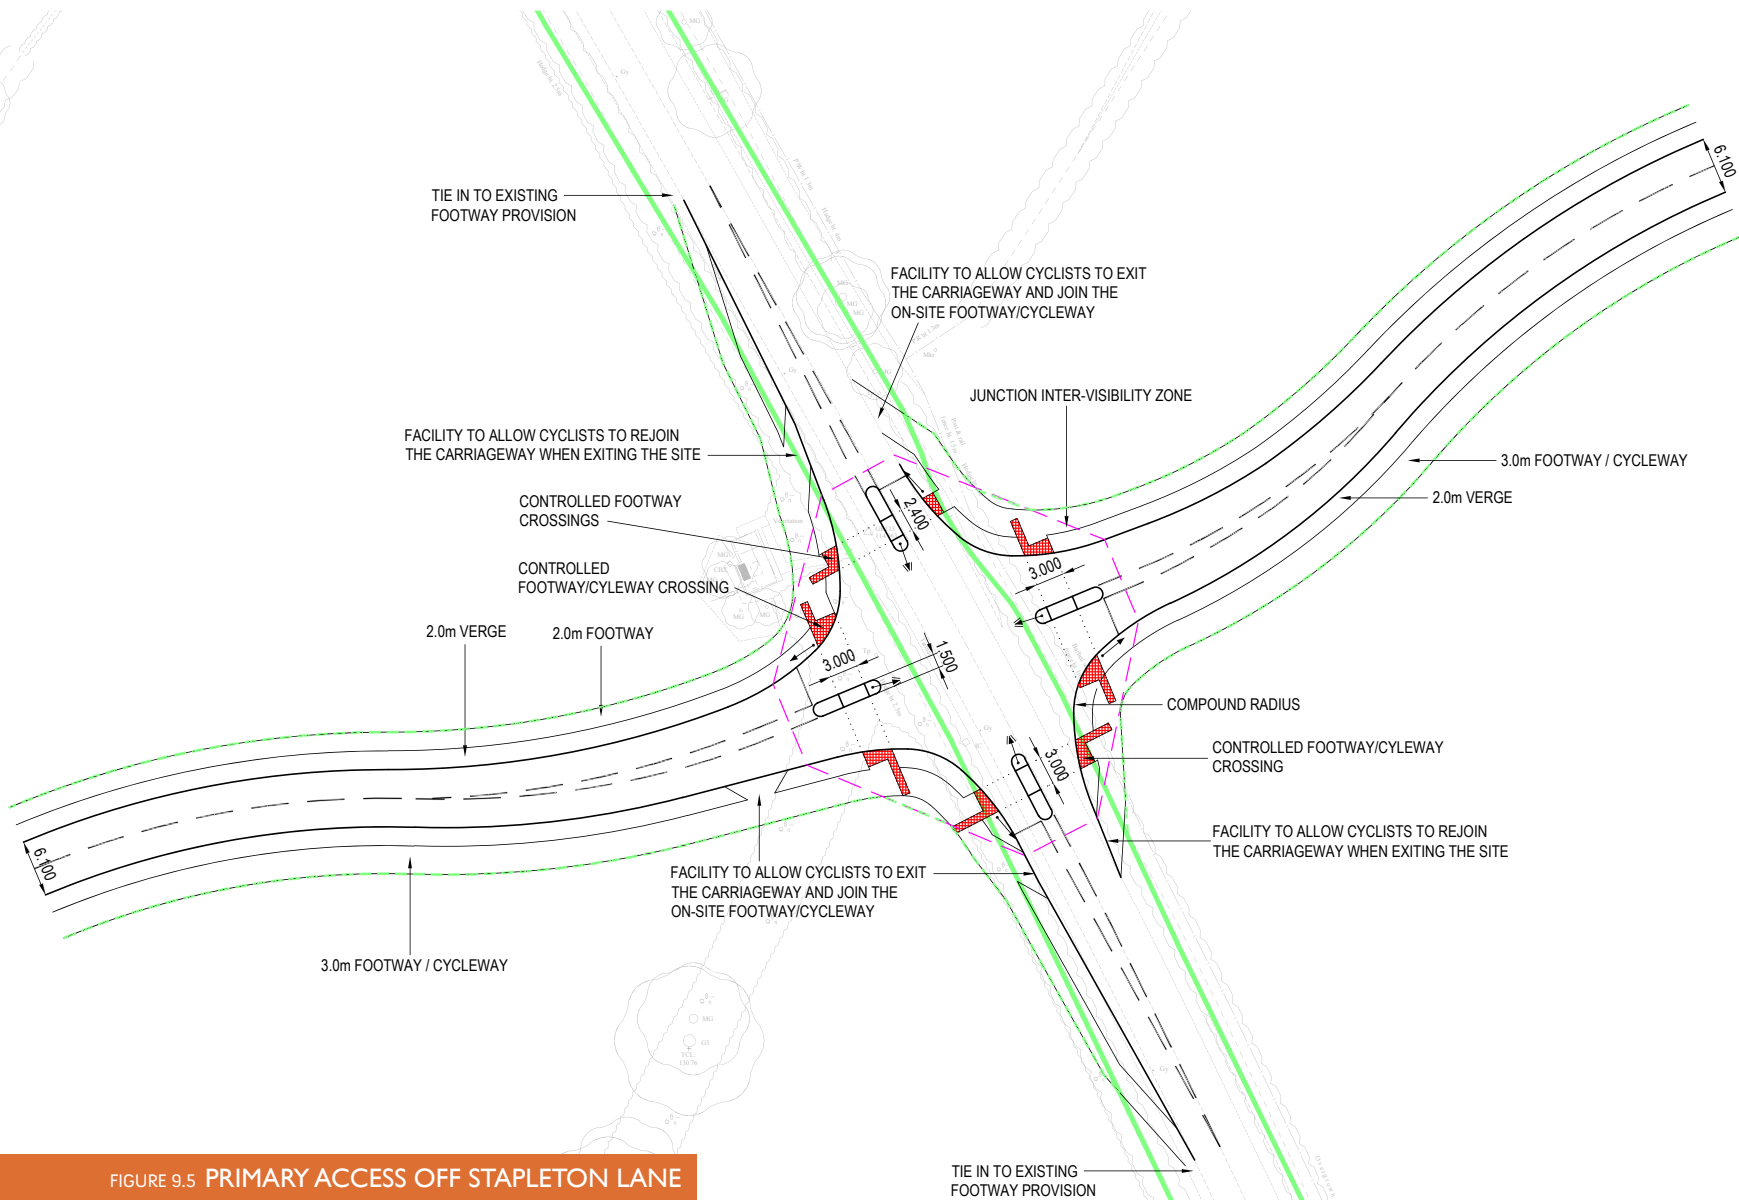 TIE IN TO EXISTING
FOOTWAY PROVISION
6.100
FACILITY TO ALLOW CYCLISTS TO EXIT
THE CARRIAGEWAY AND JOIN THE
ON-SITE FOOTWAY/CYCLEWAY
JUNCTION INTER-VISIBILITY ZONE
FACILITY TO ALLOW CYCLISTS TO REJOIN
THE CARRIAGEWAY WHEN EXITING THE SITE
3.0m FOOTWAY / CYCLEWAY
2.0m VERGE
CONTROLLED FOOTWAY
CROSSINGS
2.400
CONTROLLED
FOOTWAY/CYLEWAY CROSSING
3.000
2.0m VERGE
2.0m FOOTWAY
3.000
1.500
COMPOUND RADIUS
CONTROLLED FOOTWAY/CYLEWAY
CROSSING
3.000
6.100
FACILITY TO ALLOW CYCLISTS TO REJOIN
THE CARRIAGEWAY WHEN EXITING THE SITE
FACILITY TO ALLOW CYCLISTS TO EXIT
THE CARRIAGEWAY AND JOIN THE
ON-SITE FOOTWAY/CYCLEWAY
3.0m FOOTWAY / CYCLEWAY
MG
G3
TCL:
130.76
TIE IN TO EXISTING
FOOTWAY PROVISION
FIGURE 9.5 PRIMARY ACCESS OFF STAPLETON LANE